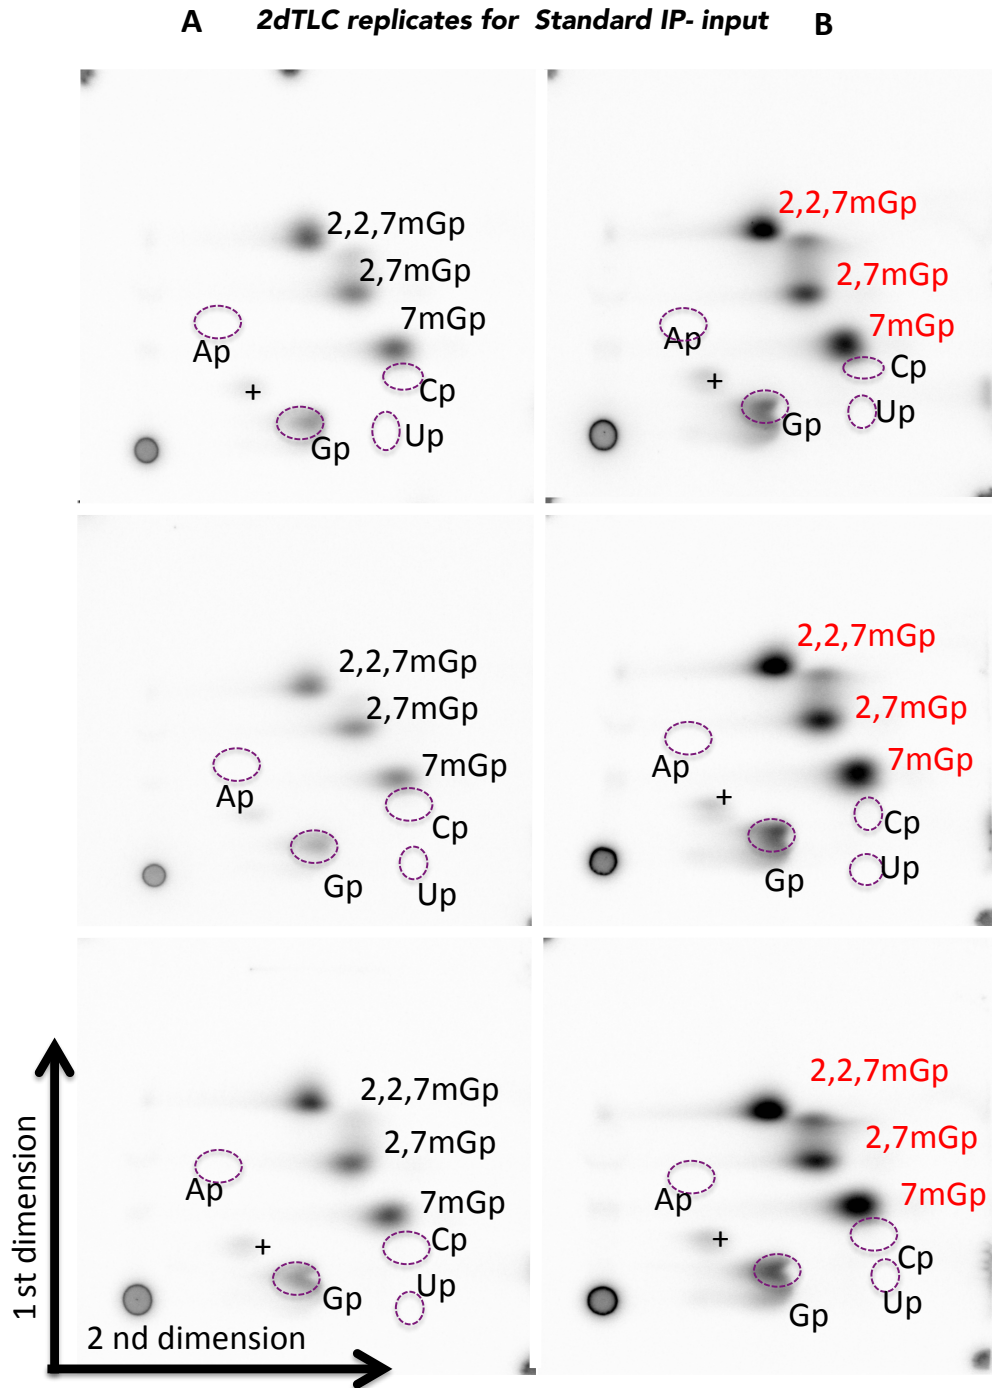 A 2dTLC replicates for Standard IP- input B
2,2,7mGp
2,7mGp
7mGp
Ap
Cp
+
Up
Gp
2,2,7mGp
2,7mGp
7mGp
Ap
Cp
+
Up
Gp
2,2,7mGp
2,7mGp
7mGp
Ap
Cp
Gp
Up
2,2,7mGp
2,7mGp
7mGp
Ap
+
Cp
Up
Gp
2,2,7mGp
2,7mGp
7mGp
Ap
Cp
+
Up
Gp
1 st dimension
2 nd dimension
2,2,7mGp
2,7mGp
7mGp
Ap
+
Cp
Up
Gp